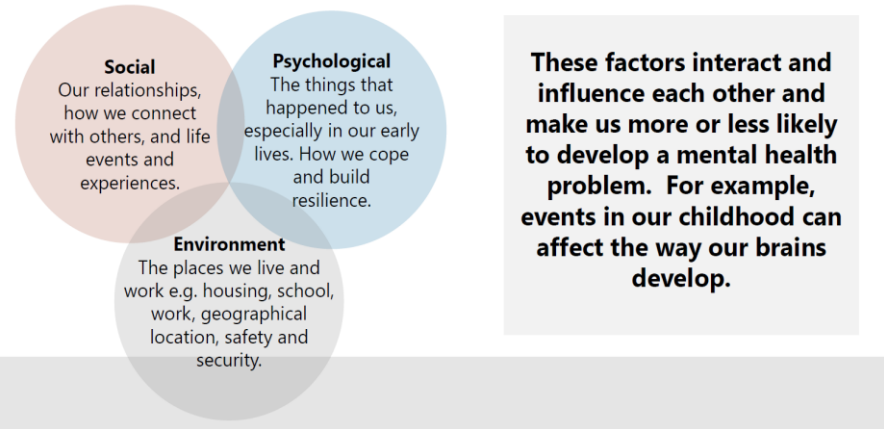 Social
Our relationships,
how we connect
with others, and life
events and
experiences.
Psychological
The things that
happened to us,
especially in our early
lives. How we cope
and build
resilience.
Environment
The places we live and
work e.g. housing, school,
work, geographical
location, safety and
security.
These factors interact and
influence each other and
make us more or less likely
to develop a mental health
problem.  For example,
events in our childhood can
affect the way our brains
develop.